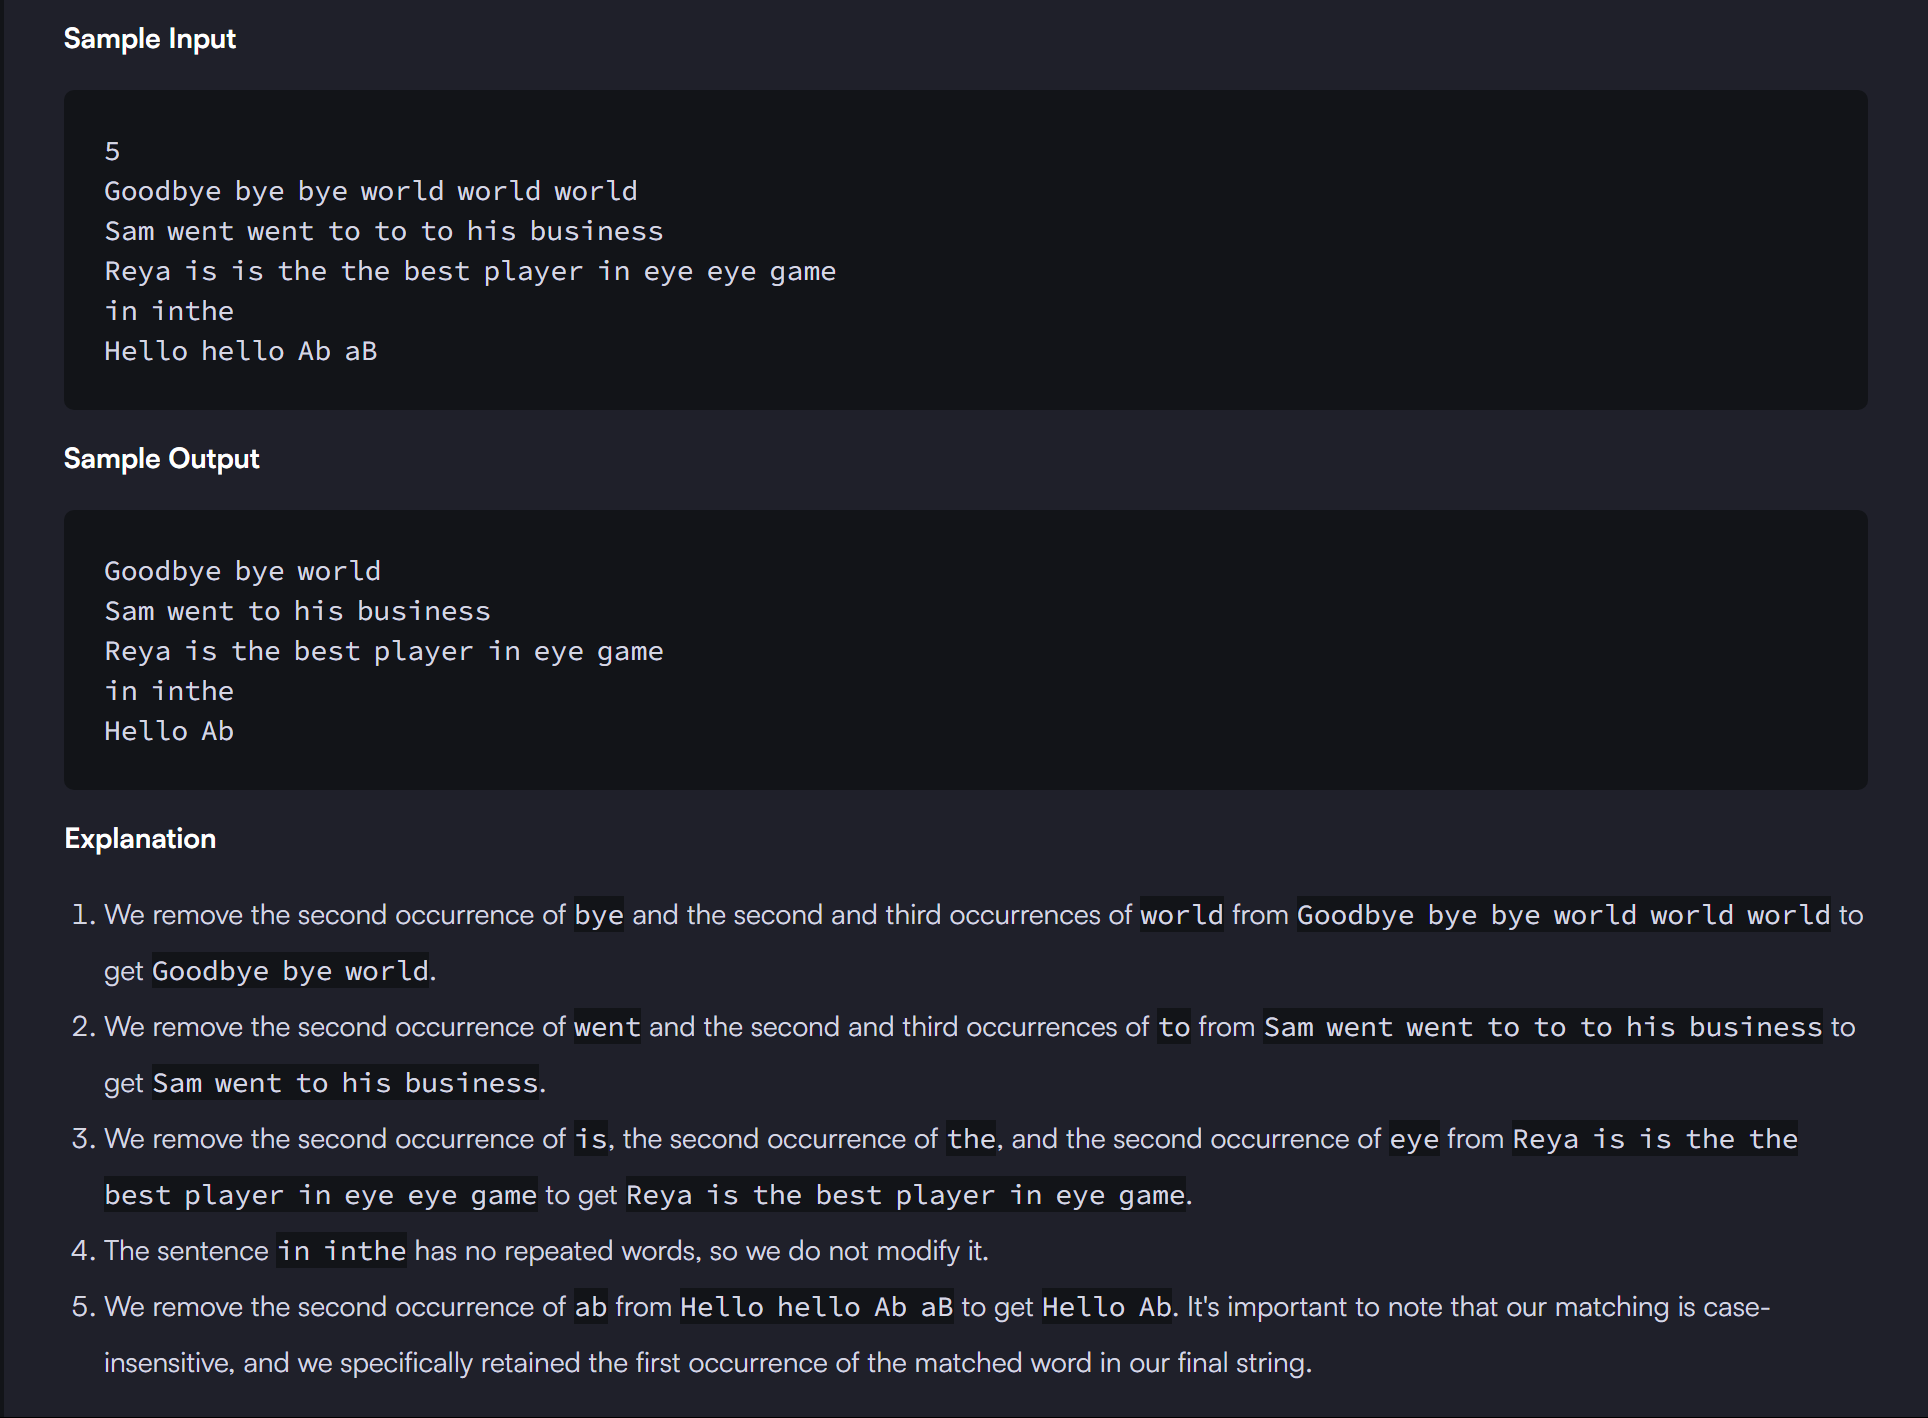 Sample Input
5
Goodbye bye bye world world world
Sam went went to to to his business
Reya is is the the best player in eye eye game
in inthe
Hello hello Ab aB
Sample Output
Goodbye bye world
Sam went to his business
Reya is the best player in eye game
in inthe
Hello Ab
Explanation
1. We remove the second occurrence of bye and the second and third occurrences of world from Goodbye bye bye world world world to
get Goodbye bye world.
2. We remove the second occurrence of went and the second and third occurrences of to from Sam went went to to to his business to
get Sam went to his business.
3. We remove the second occurrence of is, the second occurrence of the, and the second occurrence of eye from Reya is is the the
best player in eye eye game to get Reya is the best player in eye game.
4. The sentence in inthe has no repeated words, so we do not modify it.
5. We remove the second occurrence of ab from Hello hello Ab aB to get Hello Ab. It's important to note that our matching is case-
insensitive, and we specifically retained the first occurrence of the matched word in our final string.